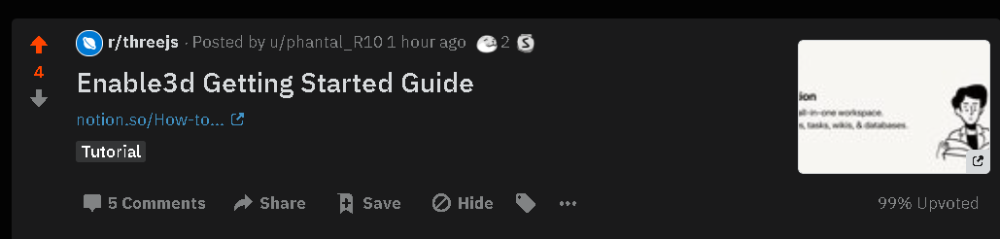 r/threejs · Posted by u/phantal_R10 1 hour ago 2 S
4
Enable3d Getting Started Guide
notion.so/How-to...
Tutorial
ion
all-in-one workspace.
s, tasks, wikis, & databases.
5 Comments Share Save Hide ••• 99% Upvoted